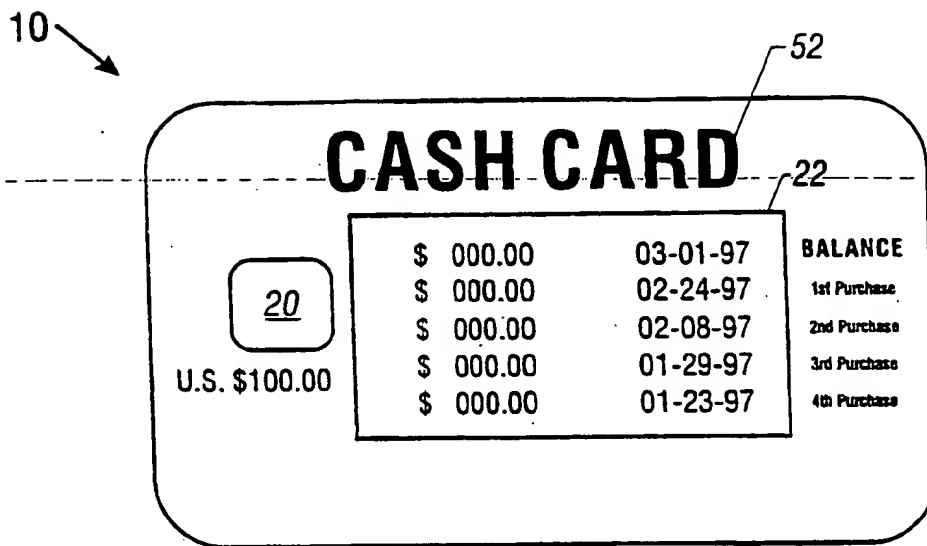 10
52
CASH CARD
22
$ 000.00 03-01-97 BALANCE
$ 000.00 02-24-97 1st Purchase
20 $ 000.00 02-08-97 2nd Purchase
U.S. $100.00 $ 000.00 01-29-97 3rd Purchase
$ 000.00 01-23-97 4th Purchase